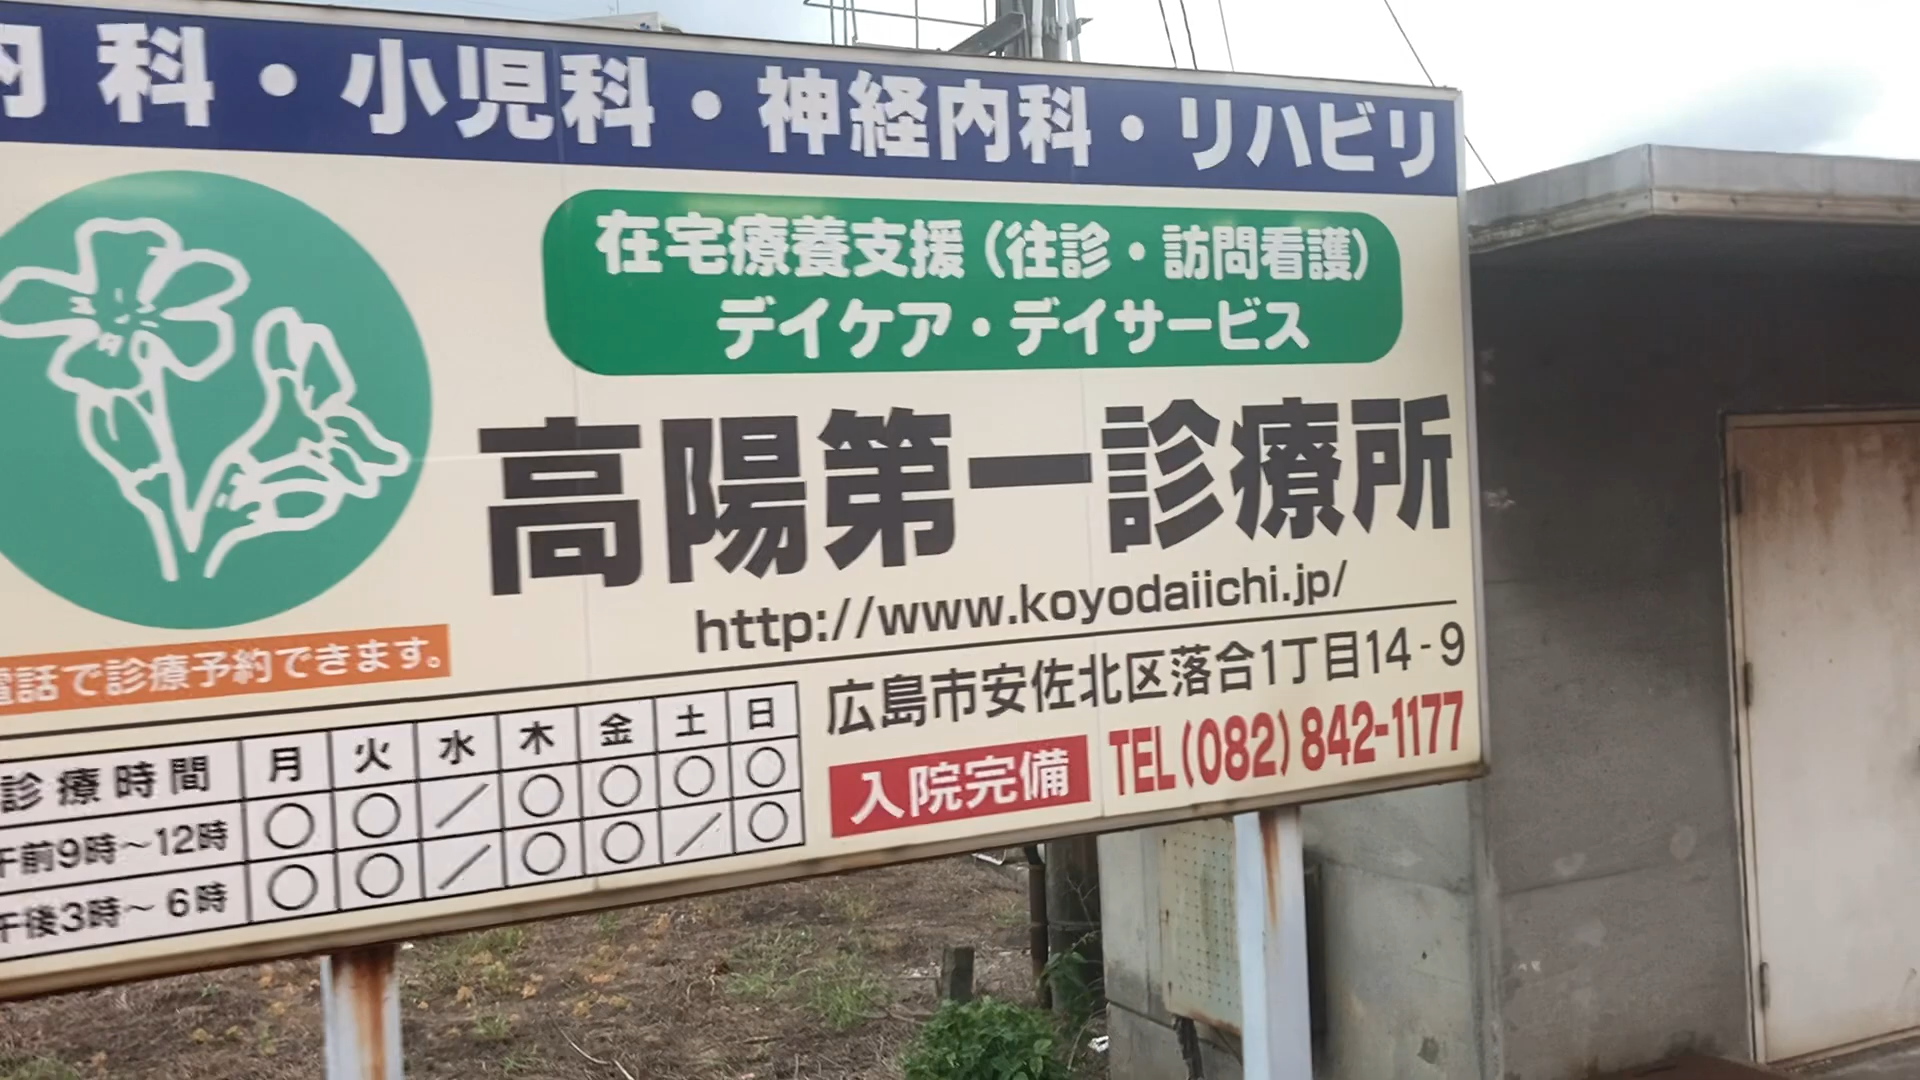 内科・小児科・神経内科・リハビリ
在宅療養支援(往診・訪問看護)
デイケア・デイサービス
高陽第一診療所
http://www.koyodaiichi.jp/
電話で診療予約できます。
広島市安佐北区落合1丁目14-9
入院完備 TEL(082)842-1177
診療時間 月 火 水 木 金 土 日
午前9時~12時 ○ ○ / ○ ○ ○ ○
午後3時~6時 ○ ○ / ○ ○ / ○